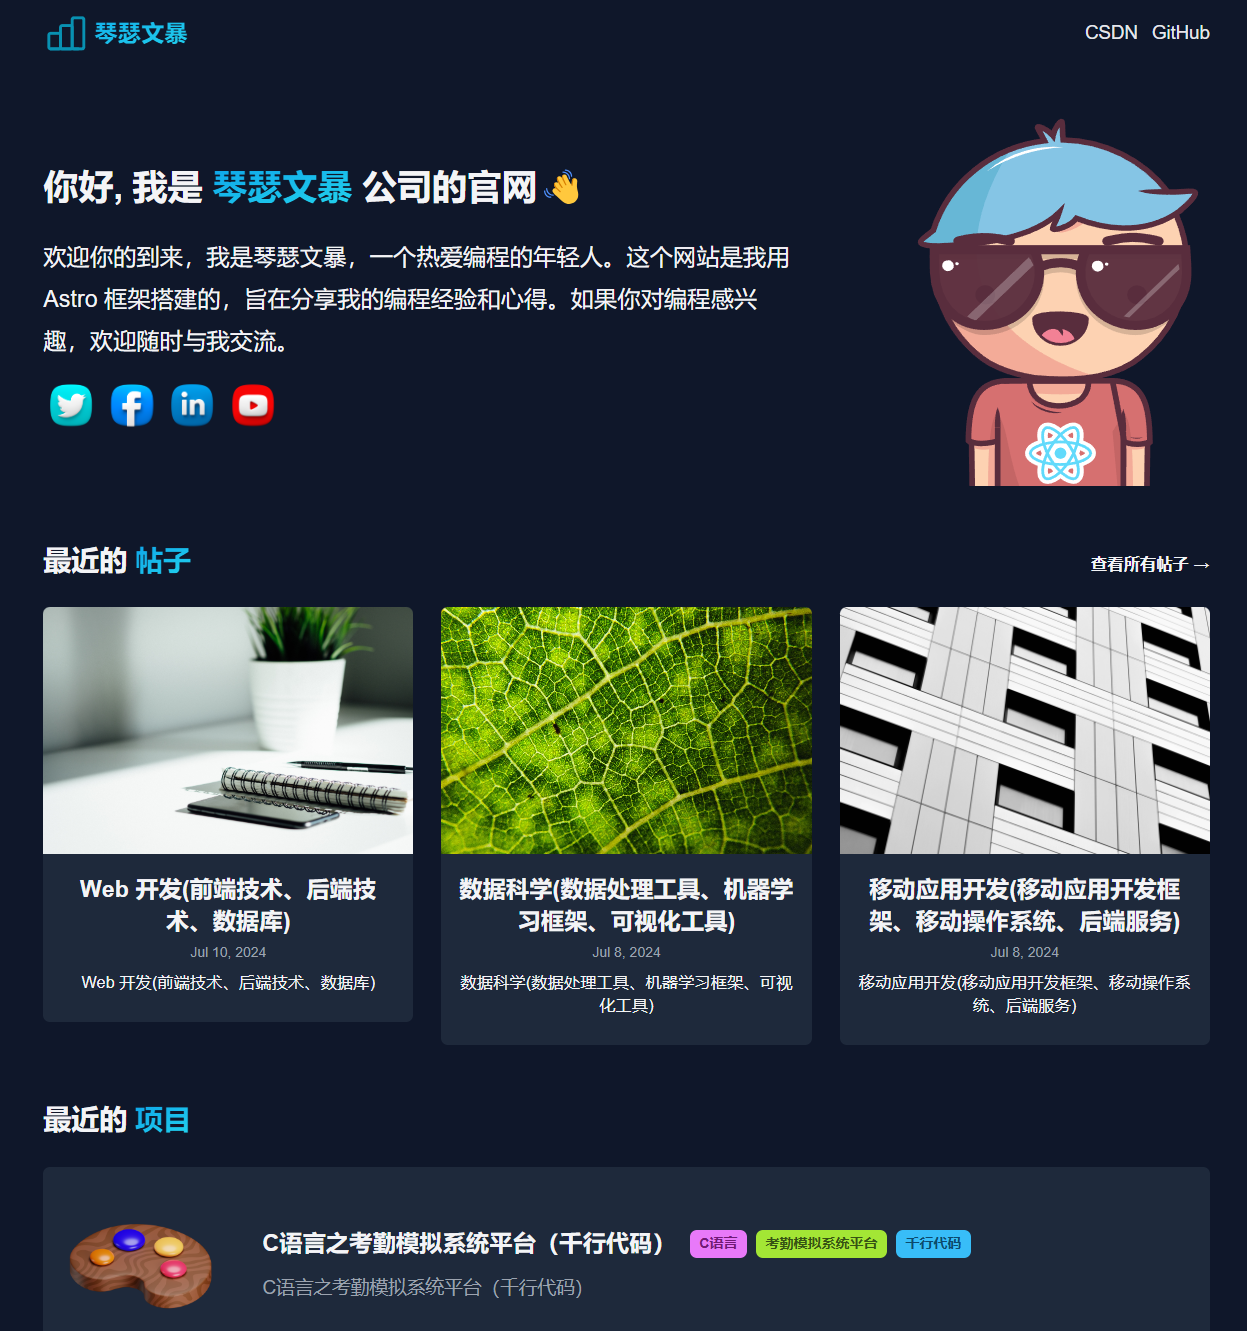 琴瑟文暴
CSDN GitHub
你好, 我是 琴瑟文暴 公司的官网 👋
欢迎你的到来，我是琴瑟文暴，一个热爱编程的年轻人。这个网站是我用
Astro 框架搭建的，旨在分享我的编程经验和心得。如果你对编程感兴
趣，欢迎随时与我交流。
in
最近的 帖子
查看所有帖子 →
Web 开发(前端技术、后端技
术、数据库)
Jul 10, 2024
Web 开发(前端技术、后端技术、数据库)
数据科学(数据处理工具、机器学
习框架、可视化工具)
Jul 8, 2024
数据科学(数据处理工具、机器学习框架、可视
化工具)
移动应用开发(移动应用开发框
架、移动操作系统、后端服务)
Jul 8, 2024
移动应用开发(移动应用开发框架、移动操作系
统、后端服务)
最近的 项目
C语言之考勤模拟系统平台（千行代码）
C语言 考勤模拟系统平台 千行代码
C语言之考勤模拟系统平台（千行代码)